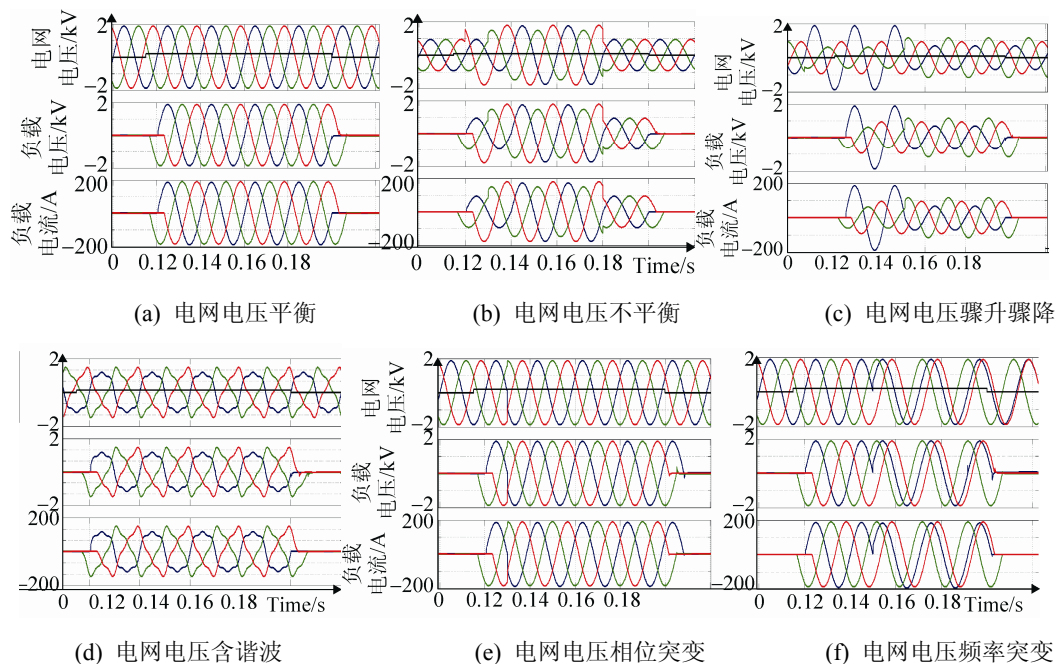 2
电网
电压/kV
−2
2
负载
电压/kV
−2
200
负载
电流/A
−200
0 0.12 0.14 0.16 0.18 Time/s
(a) 电网电压平衡
2
−2
2
−2
200
−200
0 0.12 0.14 0.16 0.18 Time/s
(b) 电网电压不平衡
2
电网
电压/kV
−2
2
负载
电压/kV
−2
200
负载
电流/A
−200
0 0.12 0.14 0.16 0.18 Time/s
(c) 电网电压骤升骤降
2
−2
2
−2
200
−200
0 0.12 0.14 0.18 Time/s
(d) 电网电压含谐波
2
电网
电压/kV
−2
2
负载
电压/kV
−2
200
负载
电流/A
−200
0 0.12 0.14 0.18 Time/s
(e) 电网电压相位突变
2
−2
2
−2
200
−200
0 0.12 0.14 0.18 Time/s
(f) 电网电压频率突变